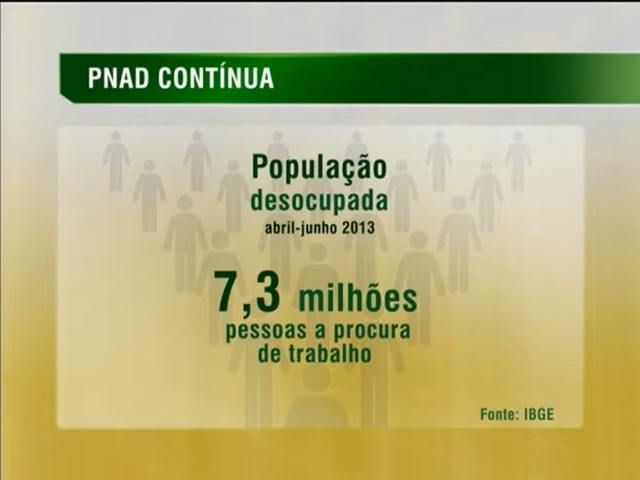 PNAD CONTÍNUA
População
desocupada
abril-junho 2013
7,3 milhões
pessoas a procura
de trabalho
Fonte: IBGE